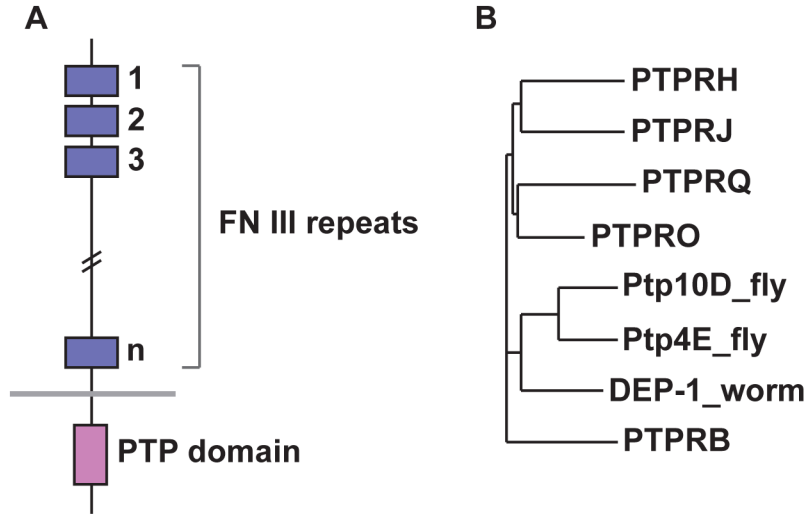 A
1
2
3
FN III repeats
n
PTP domain
B
PTPRH
PTPRJ
PTPRQ
PTPRO
Ptp10D_fly
Ptp4E_fly
DEP-1_worm
PTPRB